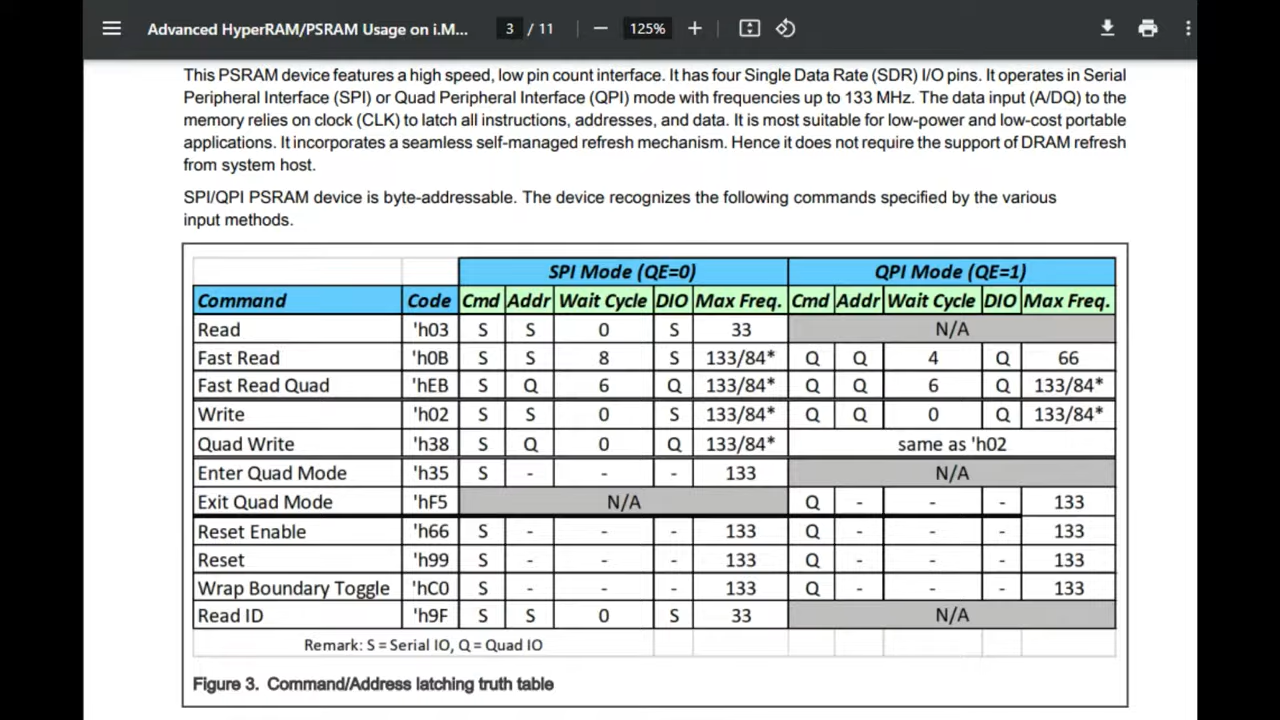 Advanced HyperRAM/PSRAM Usage on i.M... 3 / 11 125%
This PSRAM device features a high speed, low pin count interface. It has four Single Data Rate (SDR) I/O pins. It operates in Serial
Peripheral Interface (SPI) or Quad Peripheral Interface (QPI) mode with frequencies up to 133 MHz. The data input (A/DQ) to the
memory relies on clock (CLK) to latch all instructions, addresses, and data. It is most suitable for low-power and low-cost portable
applications. It incorporates a seamless self-managed refresh mechanism. Hence it does not require the support of DRAM refresh
from system host.
SPI/QPI PSRAM device is byte-addressable. The device recognizes the following commands specified by the various
input methods.
SPI Mode (QE=0) QPI Mode (QE=1)
Command Code Cmd Addr Wait Cycle DIO Max Freq. Cmd Addr Wait Cycle DIO Max Freq.
Read 'h03 S S 0 S 33 N/A
Fast Read 'h0B S S 8 S 133/84* Q Q 4 Q 66
Fast Read Quad 'hEB S Q 6 Q 133/84* Q Q 6 Q 133/84*
Write 'h02 S S 0 S 133/84* Q Q 0 Q 133/84*
Quad Write 'h38 S Q 0 Q 133/84* same as 'h02
Enter Quad Mode 'h35 S - - - 133 N/A
Exit Quad Mode 'hF5 N/A Q - - - 133
Reset Enable 'h66 S - - - 133 Q - - - 133
Reset 'h99 S - - - 133 Q - - - 133
Wrap Boundary Toggle 'hC0 S - - - 133 Q - - - 133
Read ID 'h9F S S 0 S 33 N/A
Remark: S = Serial IO, Q = Quad IO
Figure 3. Command/Address latching truth table